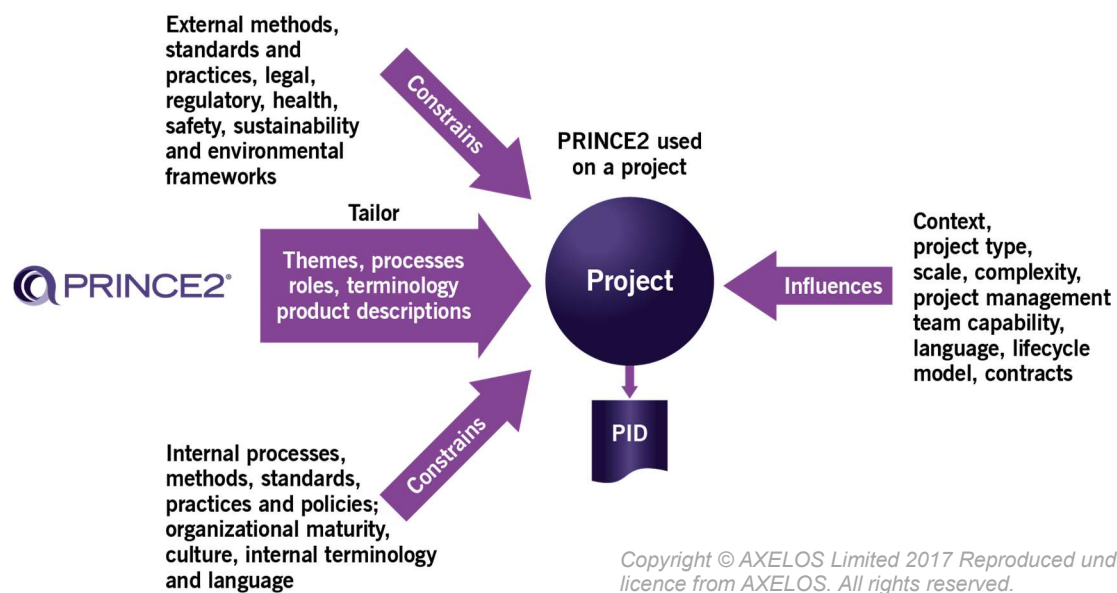 External methods,
standards and
practices, legal,
regulatory, health,
safety, sustainability
and environmental
frameworks
Constrains
PRINCE2 used
on a project
Tailor
PRINCE2®
Themes, processes
roles, terminology
product descriptions
Project
Influences
Context,
project type,
scale, complexity,
project management
team capability,
language, lifecycle
model, contracts
PID
Constrains
Internal processes,
methods, standards,
practices and policies;
organizational maturity,
culture, internal terminology
and language
Copyright © AXELOS Limited 2017 Reproduced und
licence from AXELOS. All rights reserved.